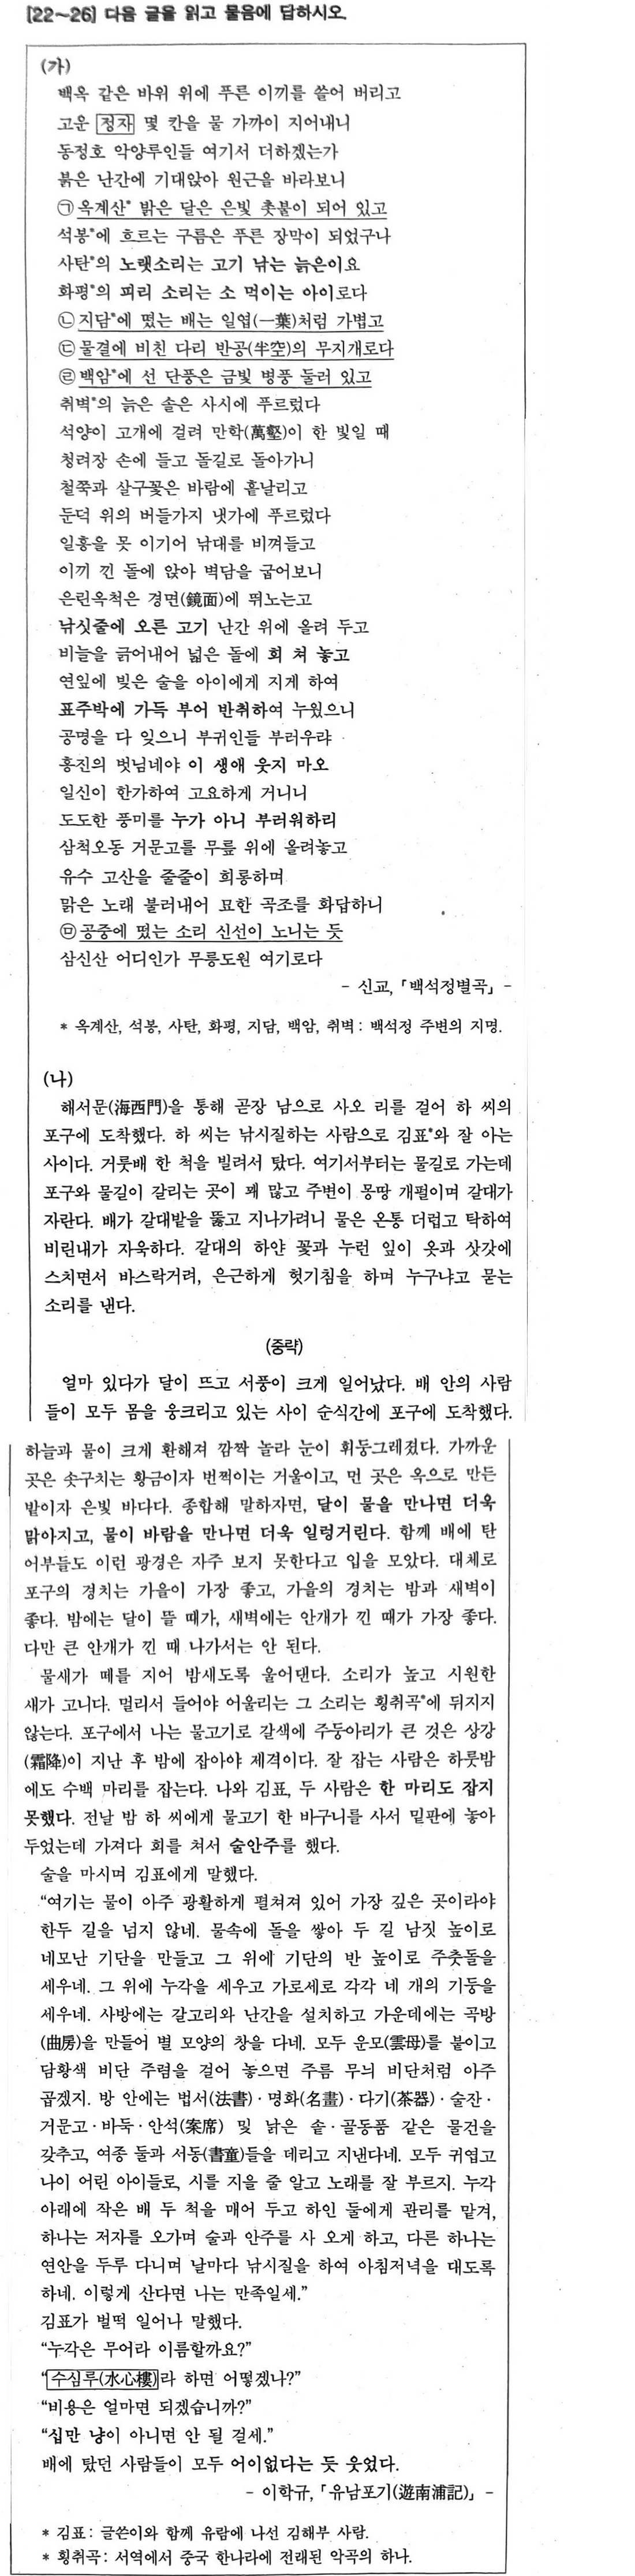 [22～26] 다음 글을 읽고 물음에 답하시오.
(가)
백옥 같은 바위 위에 푸른 이끼를 쓸어 버리고
고운 정자 몇 칸을 물 가까이 지어내니
동정호 악양루인들 여기서 더하겠는가
붉은 난간에 기대앉아 원근을 바라보니
㉠ 옥계산* 밝은 달은 은빛 촛불이 되어 있고
석봉*에 흐르는 구름은 푸른 장막이 되었구나
사탄*의 노랫소리는 고기 낚는 늙은이요
화평*의 피리 소리는 소 먹이는 아이로다
㉡ 지담*에 떴는 배는 일엽(一葉)처럼 가볍고
㉢ 물결에 비친 다리 반공(半空)의 무지개로다
㉣ 백암*에 선 단풍은 금빛 병풍 둘러 있고
취벽*의 늙은 솔은 사시에 푸르렀다
석양이 고개에 걸려 만학(萬壑)이 한 빛일 때
청려장 손에 들고 돌길로 돌아가니
철쭉과 살구꽃은 바람에 흩날리고
둔덕 위의 버들가지 냇가에 푸르렀다
일흥을 못 이기어 낚대를 비껴들고
이끼 낀 돌에 앉아 벽담을 굽어보니
은린옥척은 경면(鏡面)에 뛰노는고
낚싯줄에 오른 고기 난간 위에 올려 두고
비늘을 긁어내어 넓은 돌에 회 쳐 놓고
연잎에 빚은 술을 아이에게 지게 하여
표주박에 가득 부어 반취하여 누웠으니
공명을 다 잊으니 부귀인들 부러우랴
홍진의 벗님네야 이 생애 웃지 마오
일신이 한가하여 고요하게 거니니
도도한 풍미를 누가 아니 부러워하리
삼척오동 거문고를 무릎 위에 올려놓고
유수 고산을 줄줄이 희롱하며
맑은 노래 불러내어 묘한 곡조를 화답하니
㉤ 공중에 떴는 소리 신선이 노니는 듯
삼신산 어디인가 무릉도원 여기로다
- 신교, 「백석정별곡」 -
* 옥계산, 석봉, 사탄, 화평, 지담, 백암, 취벽 : 백석정 주변의 지명.
(나)
해서문(海西門)을 통해 곧장 남으로 사오 리를 걸어 하 씨의
포구에 도착했다. 하 씨는 낚시질하는 사람으로 김표*와 잘 아는
사이다. 거룻배 한 척을 빌려서 탔다. 여기서부터는 물길로 가는데
포구와 물길이 갈리는 곳이 꽤 많고 주변이 몽땅 개펄이며 갈대가
자란다. 배가 갈대밭을 뚫고 지나가려니 물은 온통 더럽고 탁하여
비린내가 자욱하다. 갈대의 하얀 꽃과 누런 잎이 옷과 삿갓에
스치면서 바스락거려, 은근하게 헛기침을 하며 누구냐고 묻는
소리를 낸다.
(중략)
얼마 있다가 달이 뜨고 서풍이 크게 일어났다. 배 안의 사람
들이 모두 몸을 웅크리고 있는 사이 순식간에 포구에 도착했다.
하늘과 물이 크게 환해져 깜짝 놀라 눈이 휘둥그레졌다. 가까운
곳은 솟구치는 황금이자 번쩍이는 거울이고, 먼 곳은 옥으로 만든
밭이자 은빛 바다다. 종합해 말하자면, 달이 물을 만나면 더욱
맑아지고, 물이 바람을 만나면 더욱 일렁거린다. 함께 배에 탄
어부들도 이런 광경은 자주 보지 못한다고 입을 모았다. 대체로
포구의 경치는 가을이 가장 좋고, 가을의 경치는 밤과 새벽이
좋다. 밤에는 달이 뜰 때가, 새벽에는 안개가 낀 때가 가장 좋다.
다만 큰 안개가 낀 때 나가서는 안 된다.
물새가 떼를 지어 밤새도록 울어댄다. 소리가 높고 시원한
새가 고니다. 멀리서 들어야 어울리는 그 소리는 횡취곡*에 뒤지지
않는다. 포구에서 나는 물고기로 갈색에 주둥아리가 큰 것은 상강
(霜降)이 지난 후 밤에 잡아야 제격이다. 잘 잡는 사람은 하룻밤
에도 수백 마리를 잡는다. 나와 김표, 두 사람은 한 마리도 잡지
못했다. 전날 밤 하 씨에게 물고기 한 바구니를 사서 밑판에 놓아
두었는데 가져다 회를 쳐서 술안주를 했다.
술을 마시며 김표에게 말했다.
“여기는 물이 아주 광활하게 펼쳐져 있어 가장 깊은 곳이라야
한두 길을 넘지 않네. 물속에 돌을 쌓아 두 길 남짓 높이로
네모난 기단을 만들고 그 위에 기단의 반 높이로 주춧돌을
세우네. 그 위에 누각을 세우고 가로세로 각각 네 개의 기둥을
세우네. 사방에는 갈고리와 난간을 설치하고 가운데에는 곡방
(曲房)을 만들어 별 모양의 창을 다네. 모두 운모(雲母)를 붙이고
담황색 비단 주렴을 걸어 놓으면 주름 무늬 비단처럼 아주
곱겠지. 방 안에는 법서(法書)·명화(名畫)·다기(茶器)·술잔·
거문고·바둑·안석(案席) 및 낡은 솥·골동품 같은 물건을
갖추고, 여종 둘과 서동(書童)들을 데리고 지낸다네. 모두 귀엽고
나이 어린 아이들로, 시를 지을 줄 알고 노래를 잘 부르지. 누각
아래에 작은 배 두 척을 매어 두고 하인 둘에게 관리를 맡겨,
하나는 저자를 오가며 술과 안주를 사 오게 하고, 다른 하나는
연안을 두루 다니며 날마다 낚시질을 하여 아침저녁을 대도록
하네. 이렇게 산다면 나는 만족일세.”
김표가 벌떡 일어나 말했다.
“누각은 무어라 이름할까요?”
“수심루(水心樓)라 하면 어떻겠나?”
“비용은 얼마면 되겠습니까?”
“십만 냥이 아니면 안 될 걸세.”
배에 탔던 사람들이 모두 어이없다는 듯 웃었다.
- 이학규, 「유남포기(遊南浦記)」 -
* 김표 : 글쓴이와 함께 유람에 나선 김해부 사람.
* 횡취곡 : 서역에서 중국 한나라에 전래된 악곡의 하나.